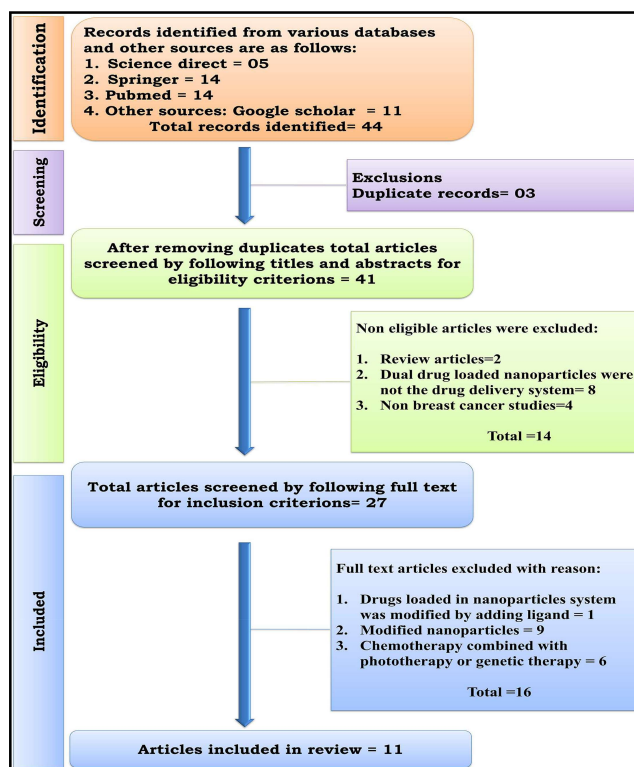 Identification
Records identified from various databases
and other sources are as follows:
1. Science direct = 05
2. Springer = 14
3. Pubmed = 14
4. Other sources: Google scholar = 11
Total records identified= 44
Screening
Exclusions
Duplicate records= 03
Eligibility
After removing duplicates total articles
screened by following titles and abstracts for
eligibility criterions = 41
Non eligible articles were excluded:
1. Review articles=2
2. Dual drug loaded nanoparticles were
not the drug delivery system= 8
3. Non breast cancer studies=4
Total =14
Included
Total articles screened by following full text
for inclusion criterions= 27
Full text articles excluded with reason:
1. Drugs loaded in nanoparticles system
was modified by adding ligand = 1
2. Modified nanoparticles = 9
3. Chemotherapy combined with
phototherapy or genetic therapy = 6
Total =16
Articles included in review = 11